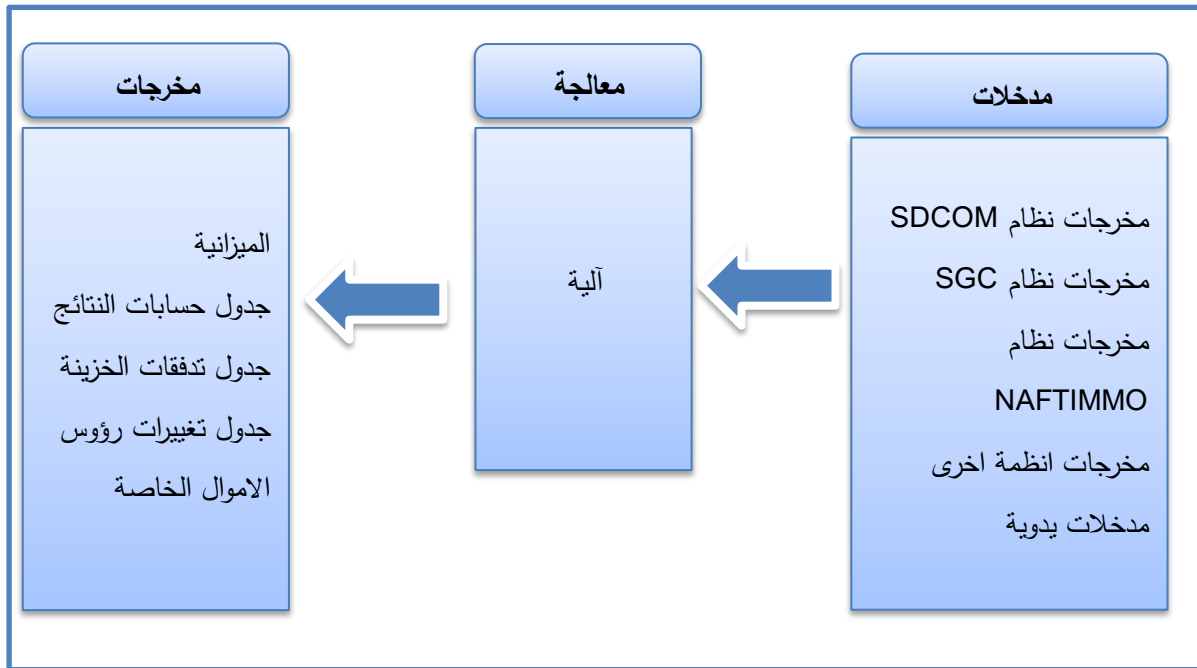 مدخلات
مخرجات نظام SDCOM
مخرجات نظام SGC
مخرجات نظام
NAFTIMMO
مخرجات انظمة اخرى
مدخلات يدوية
معالجة
آلية
مخرجات
الميزانية
جدول حسابات النتائج
جدول تدفقات الخزينة
جدول تغييرات رؤوس
الاموال الخاصة